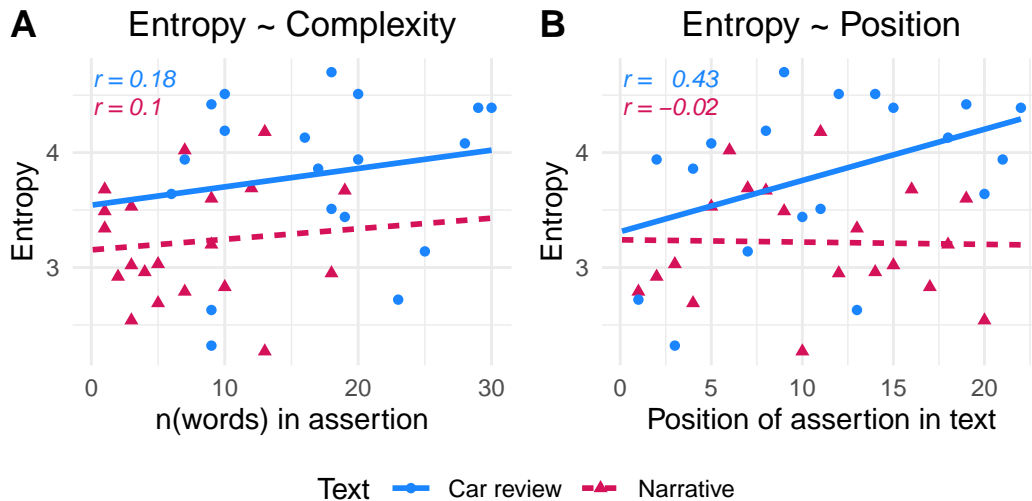 A Entropy ~ Complexity
r = 0.18
r = 0.1
4
3
Entropy
0 10 20 30
n(words) in assertion
B Entropy ~ Position
r = 0.43
r = −0.02
4
3
Entropy
0 5 10 15 20
Position of assertion in text
Text Car review Narrative